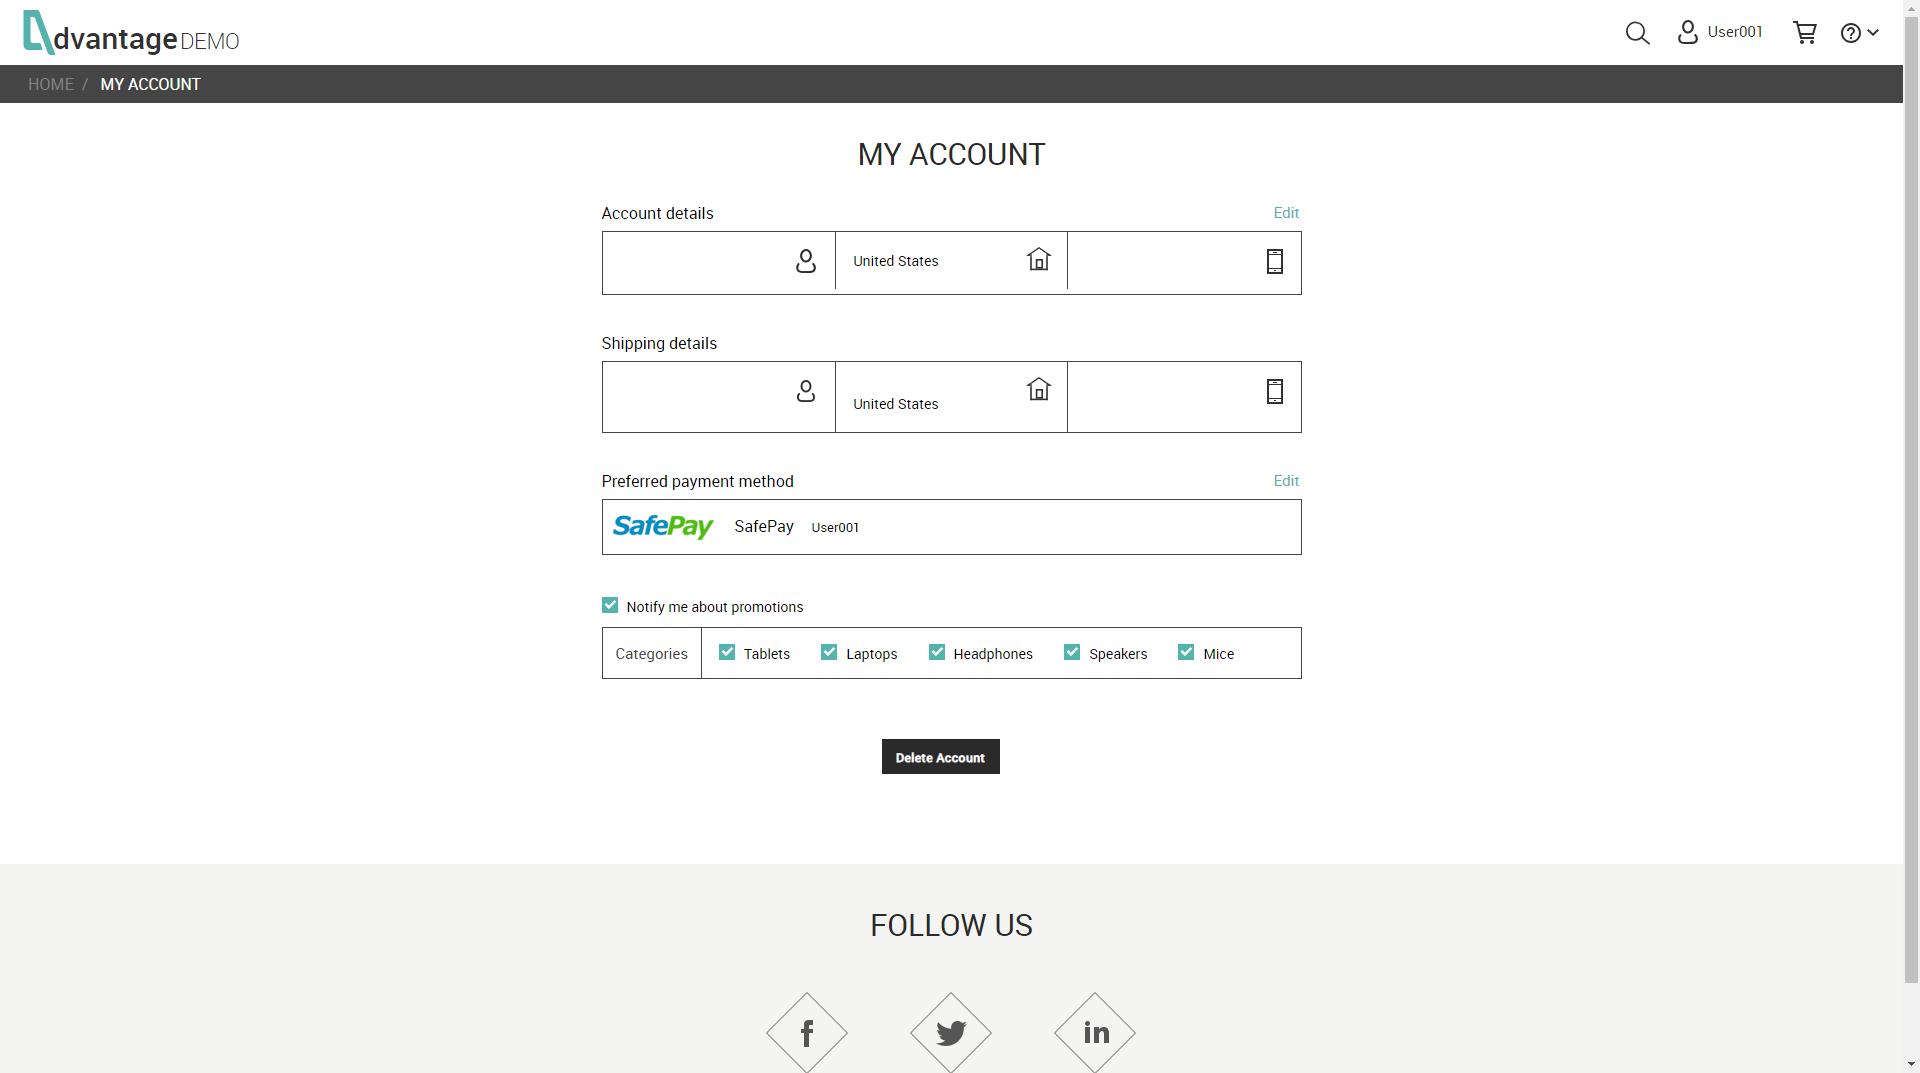 dvantage DEMO
User001
HOME / MY ACCOUNT
MY ACCOUNT
Account details Edit
United States
Shipping details
United States
Preferred payment method Edit
SafePay SafePay User001
Notify me about promotions
Categories Tablets Laptops Headphones Speakers Mice
Delete Account
FOLLOW US
f
in